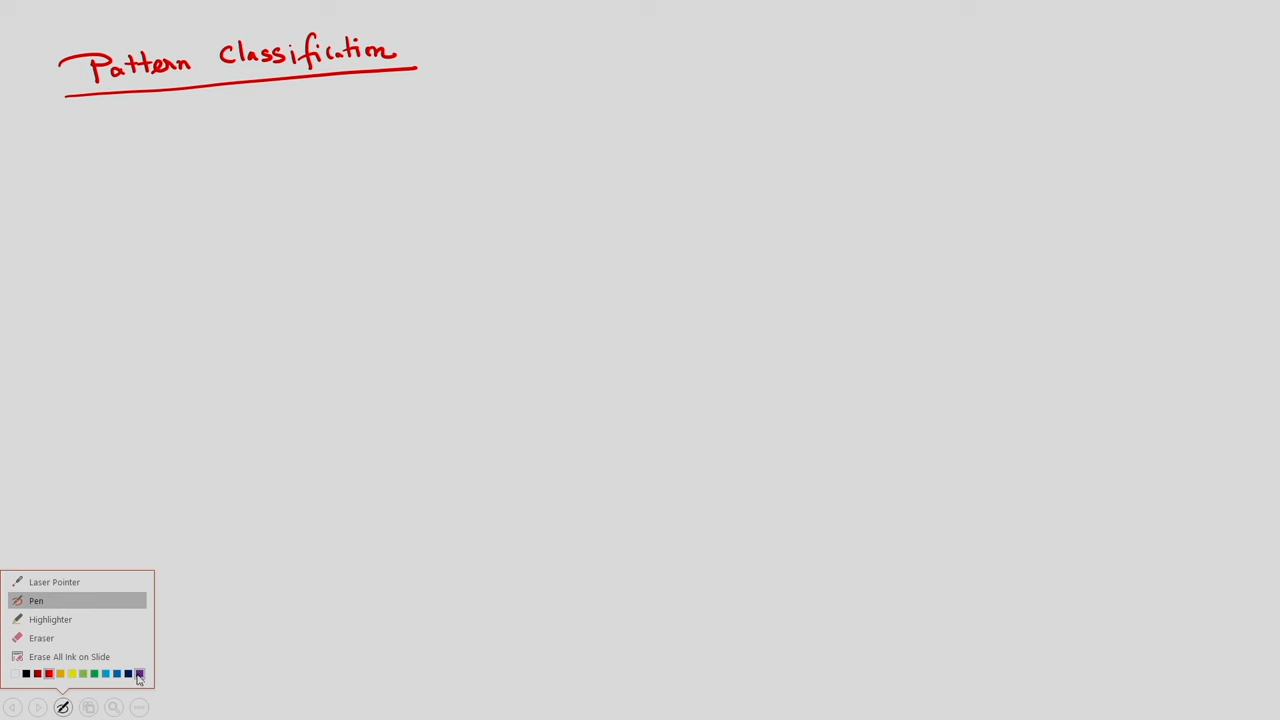 Pattern Classification
Laser Pointer
Pen
Highlighter
Eraser
Erase All Ink on Slide